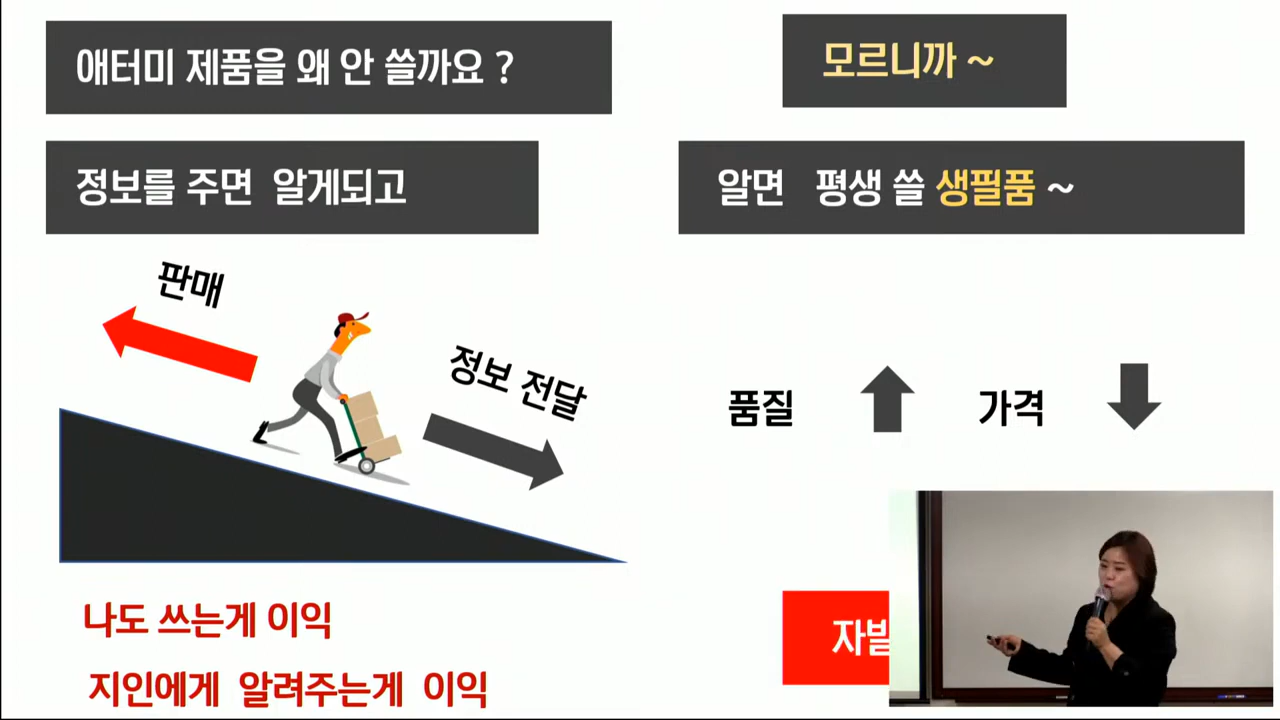 애터미 제품을 왜 안 쓸까요 ?
모르니까 ~
정보를 주면 알게되고
알면 평생 쓸 생필품 ~
판매
정보 전달
품질
가격
나도 쓰는게 이익
지인에게 알려주는게 이익